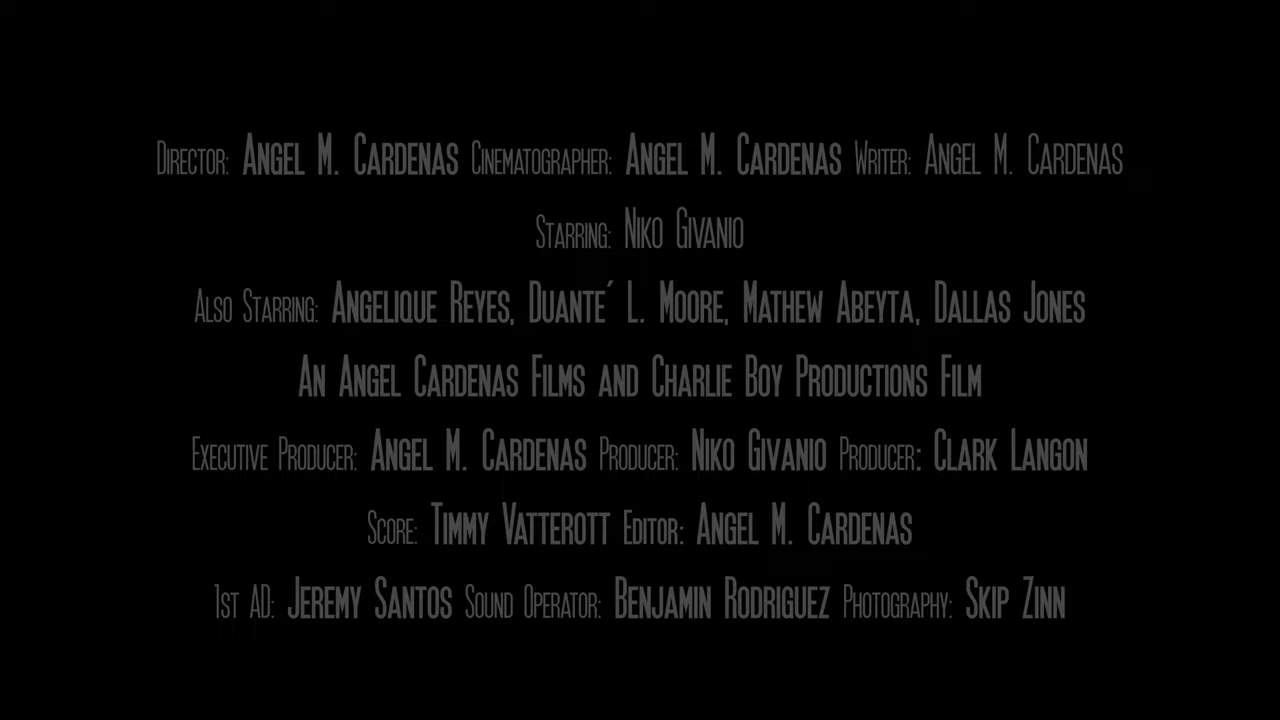 Director: Angel M. Cardenas Cinematographer: Angel M. Cardenas Writer: Angel M. Cardenas
Starring: Niko Givanio
Also Starring: Angelique Reyes, Duante´ L. Moore, Mathew Abeyta, Dallas Jones
An Angel Cardenas Films and Charlie Boy Productions Film
Executive Producer: Angel M. Cardenas Producer: Niko Givanio Producer: Clark Langon
Score: Timmy Vatterott Editor: Angel M. Cardenas
1st AD: Jeremy Santos Sound Operator: Benjamin Rodriguez Photography: Skip Zinn